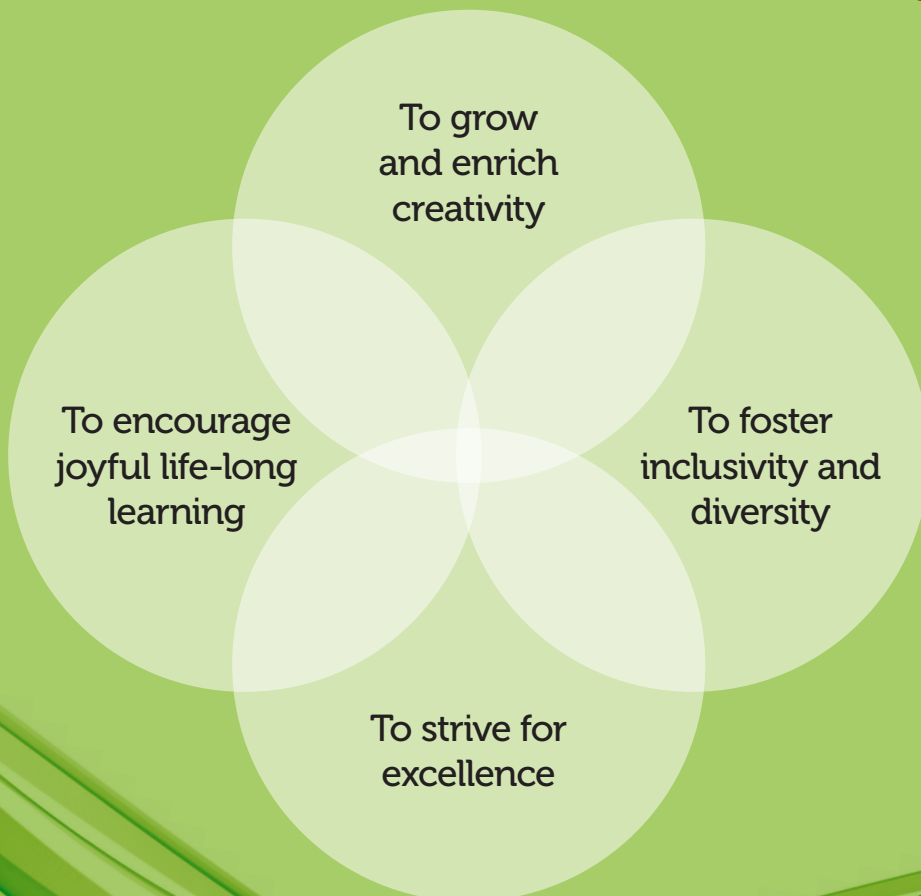 To grow
and enrich
creativity
To encourage
joyful life-long
learning
To foster
inclusivity and
diversity
To strive for
excellence